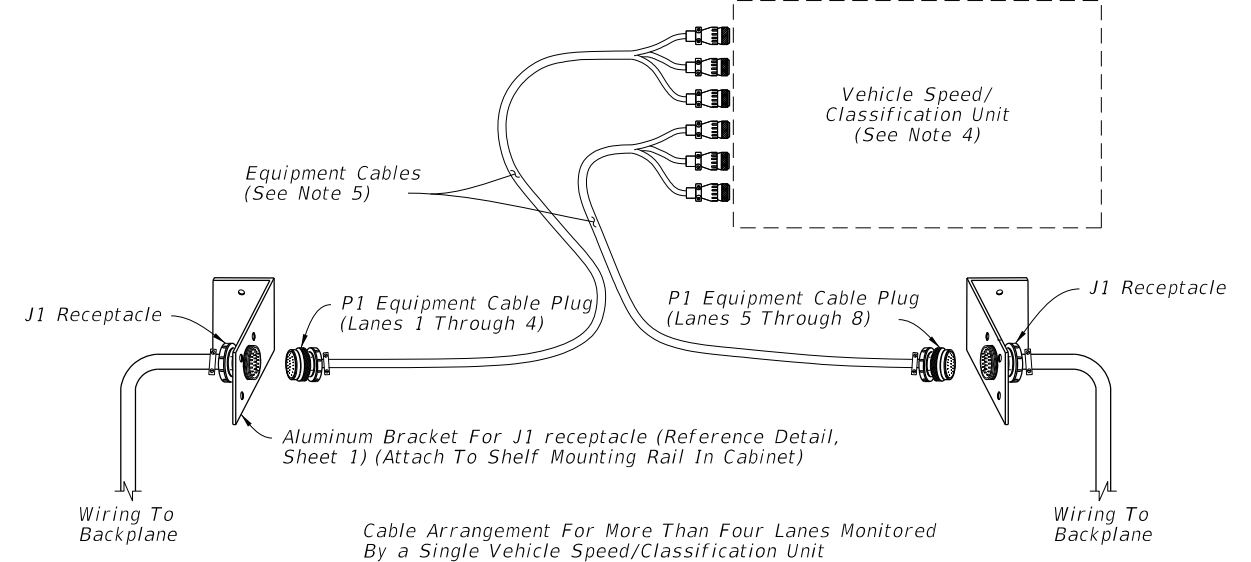 Vehicle Speed/
Classification Unit
(See Note 4)
Equipment Cables
(See Note 5)
J1 Receptacle
P1 Equipment Cable Plug
(Lanes 1 Through 4)
P1 Equipment Cable Plug
(Lanes 5 Through 8)
J1 Receptacle
Aluminum Bracket For J1 receptacle (Reference Detail,
Sheet 1) (Attach To Shelf Mounting Rail In Cabinet)
Wiring To
Backplane
Wiring To
Backplane
Cable Arrangement For More Than Four Lanes Monitored
By a Single Vehicle Speed/Classification Unit